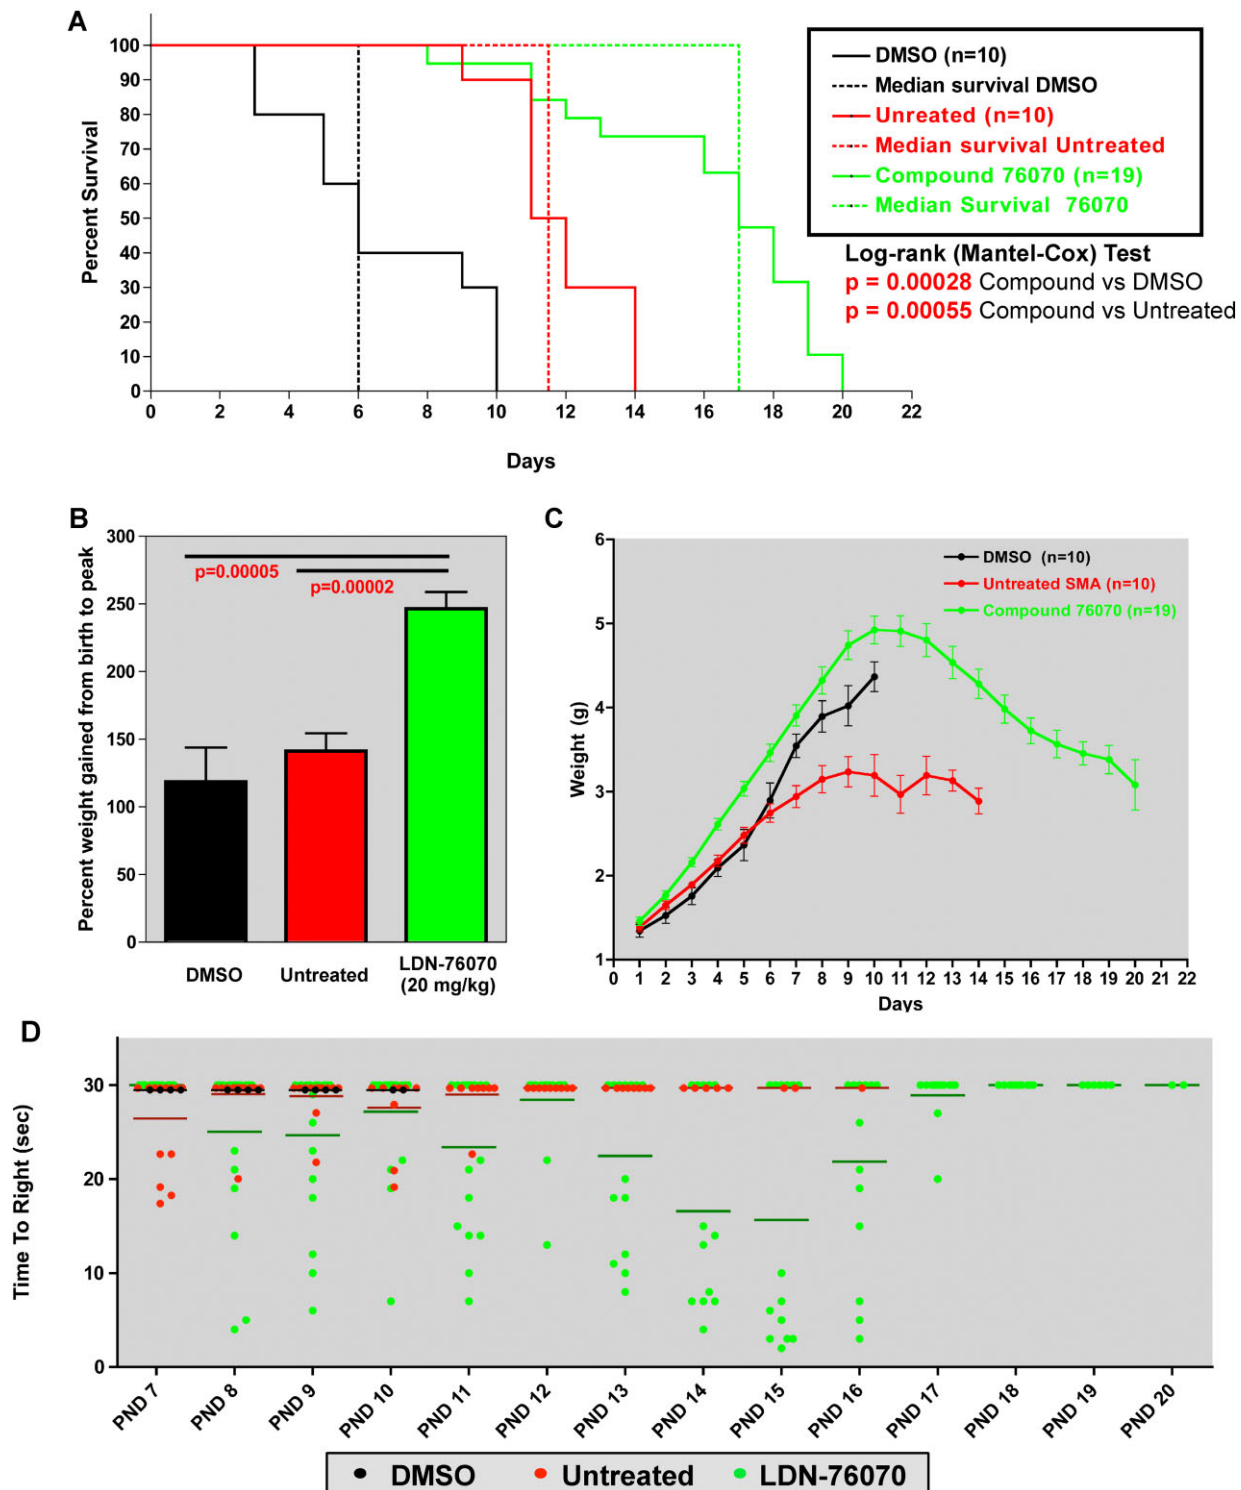 A
100
90
80
70
60
50
40
30
20
10
0
Percent Survival
0 2 4 6 8 10 12 14 16 18 20 22
Days
DMSO (n=10)
Median survival DMSO
Unreated (n=10)
Median survival Untreated
Compound 76070 (n=19)
Median Survival 76070
Log-rank (Mantel-Cox) Test
p = 0.00028 Compound vs DMSO
p = 0.00055 Compound vs Untreated
B
300
250
200
150
100
50
0
Percent weight gained from birth to peak
p=0.00005
p=0.00002
DMSO Untreated LDN-76070
(20 mg/kg)
C
6
5
4
3
2
1
Weight (g)
DMSO (n=10)
Untreated SMA (n=10)
Compound 76070 (n=19)
0 1 2 3 4 5 6 7 8 9 10 11 12 13 14 15 16 17 18 19 20 21 22
Days
D
30
20
10
0
Time To Right (sec)
PND 7 PND 8 PND 9 PND 10 PND 11 PND 12 PND 13 PND 14 PND 15 PND 16 PND 17 PND 18 PND 19 PND 20
DMSO Untreated LDN-76070